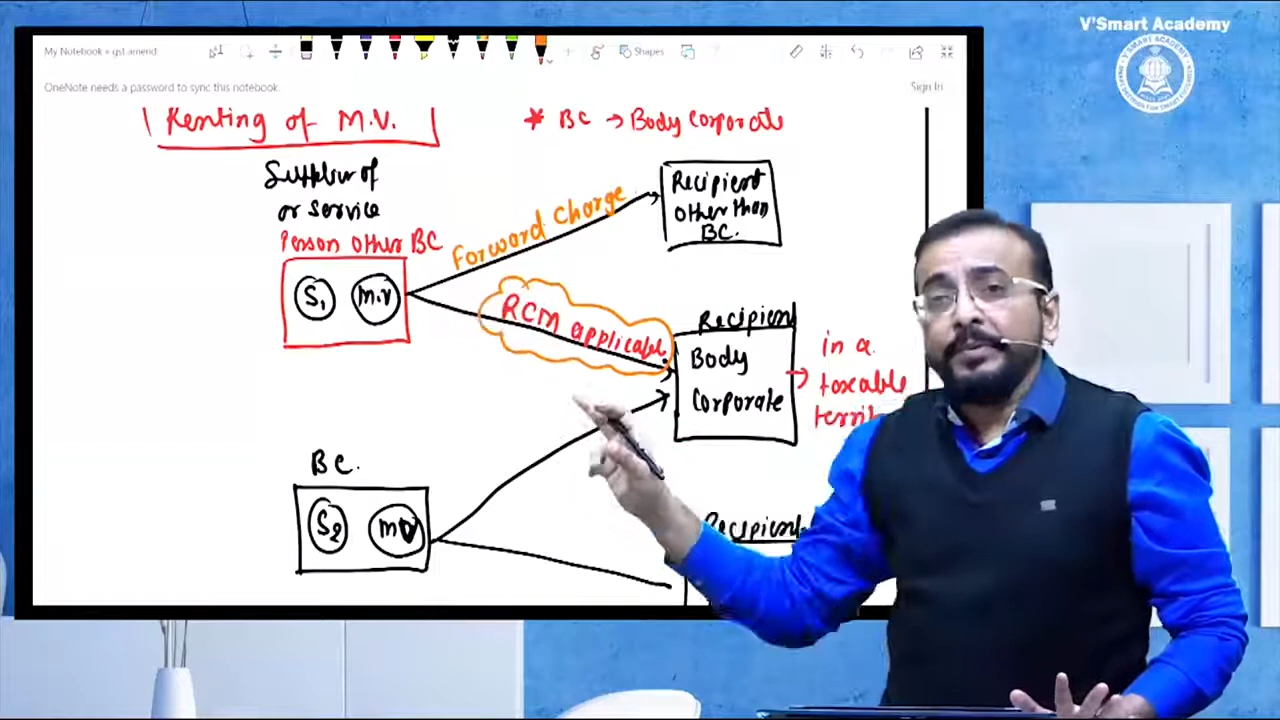 V'Smart Academy
My Notebook » gst amend
Shapes
OneNote needs a password to sync this notebook.
Sign In
Renting of M.V.
* BC → Body Corporate
Supplier of
or service
Person other BC
S1 M.V
Forward Charge
Recipient
other than
BC.
RCM applicable
Recipient
Body
Corporate
in a
taxable
BC.
S2 MV
Recipient